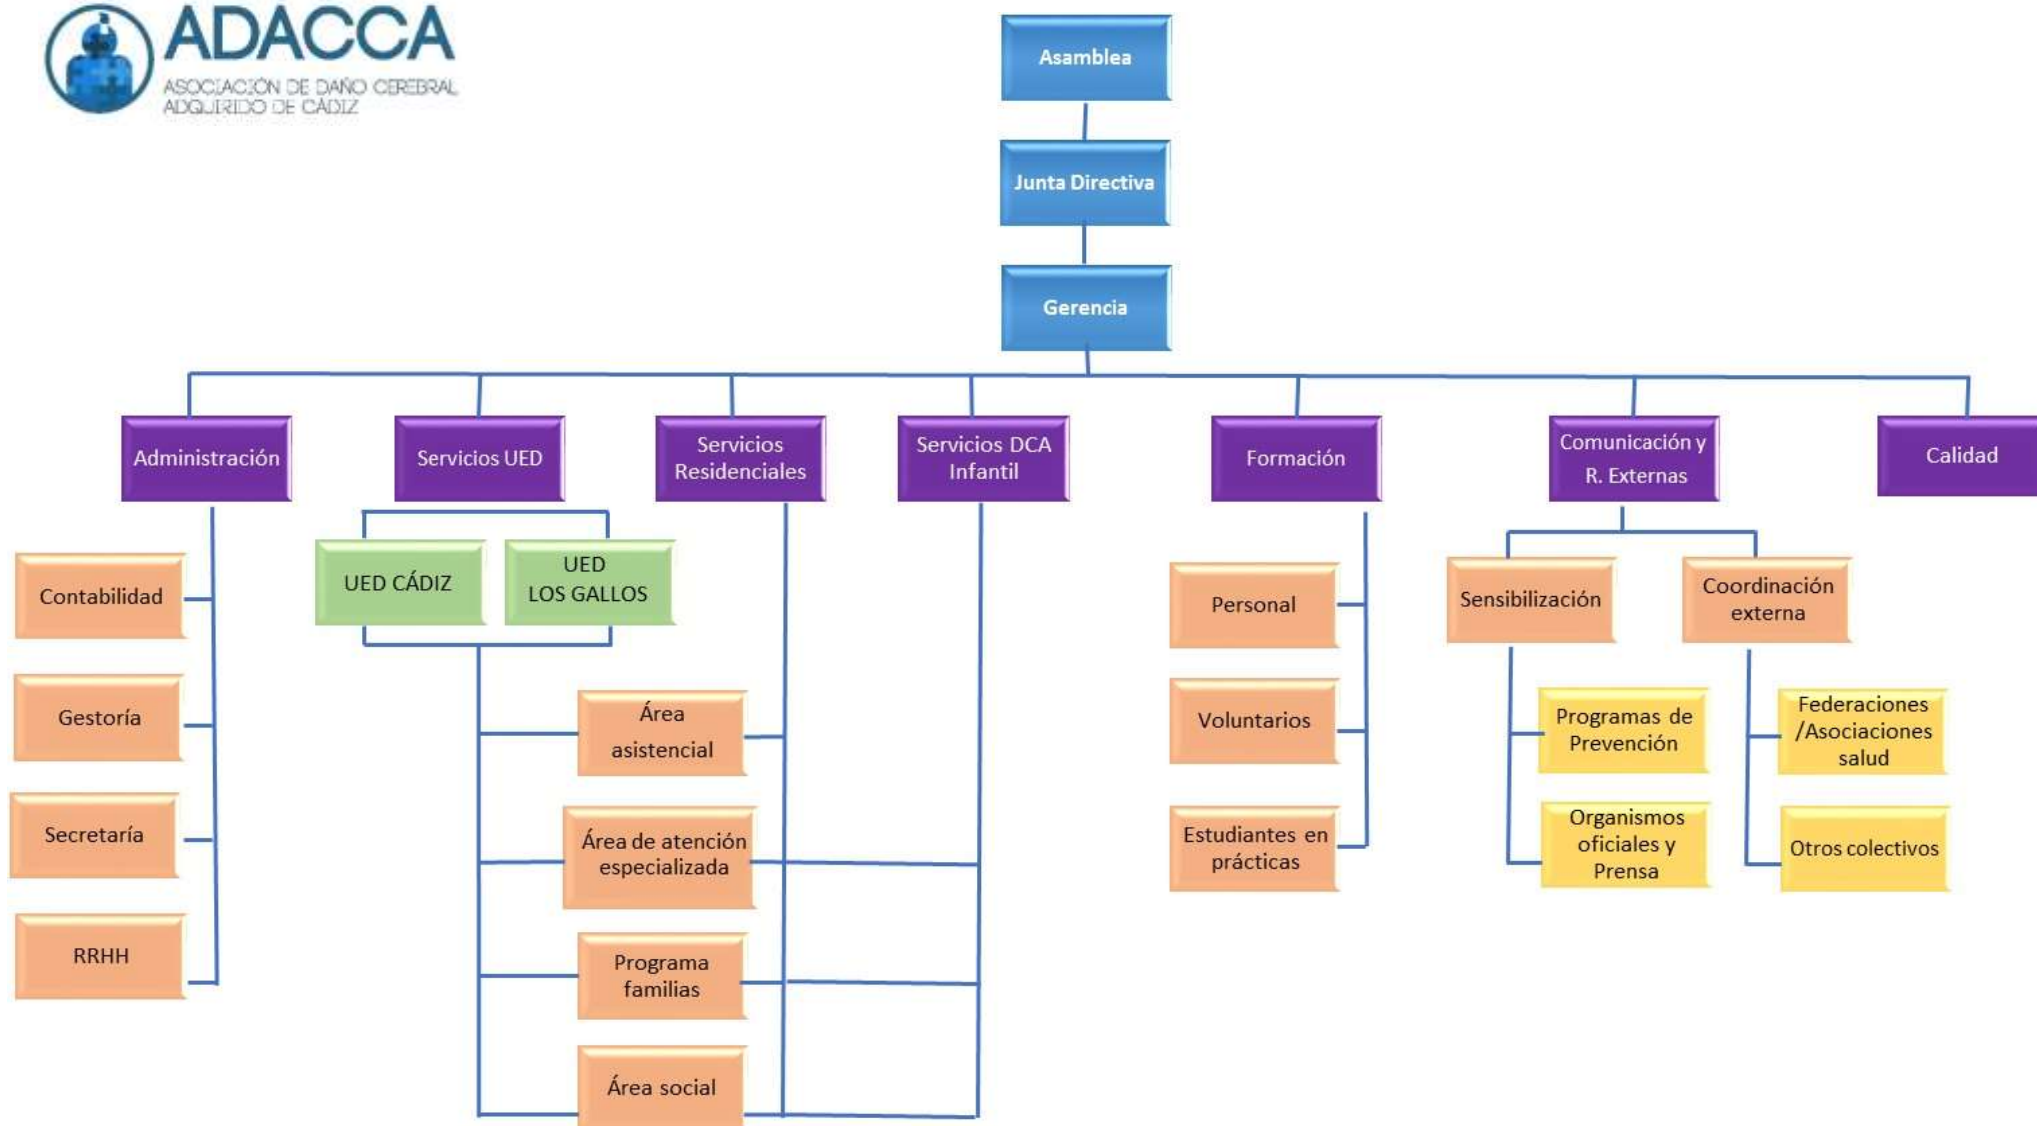 ADACCA
ASOCIACIÓN DE DAÑO CEREBRAL
ADQUIRIDO DE CÁDIZ
Asamblea
Junta Directiva
Gerencia
Administración
Servicios UED
Servicios
Residenciales
Servicios DCA
Infantil
Formación
Comunicación y
R. Externas
Calidad
Contabilidad
Gestoría
Secretaría
RRHH
UED CÁDIZ
UED
LOS GALLOS
Área
asistencial
Área de atención
especializada
Programa
familias
Área social
Personal
Voluntarios
Estudiantes en
prácticas
Sensibilización
Coordinación
externa
Programas de
Prevención
Organismos
oficiales y
Prensa
Federaciones
/Asociaciones
salud
Otros colectivos